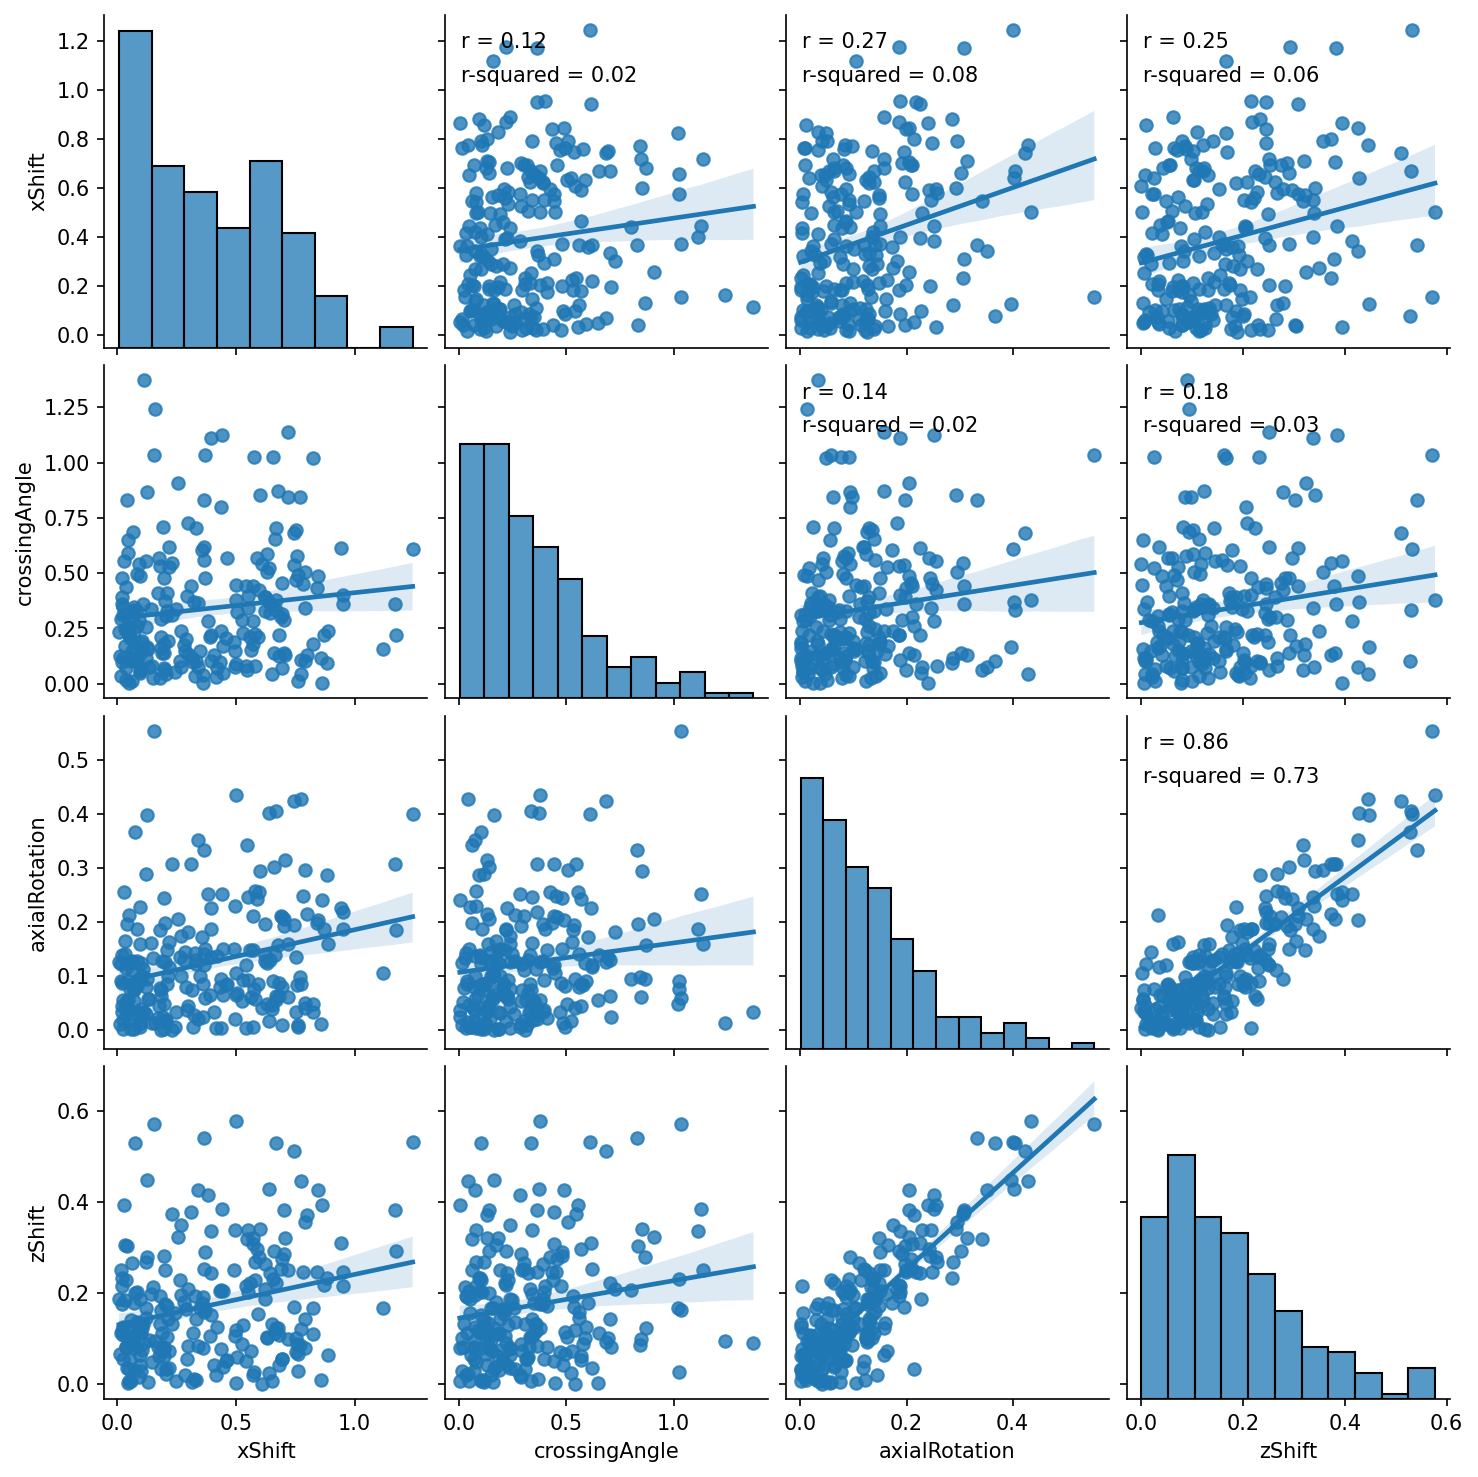 1.2
1.0
0.8
0.6
0.4
0.2
0.0
xShift
r = 0.12
r-squared = 0.02
r = 0.27
r-squared = 0.08
r = 0.25
r-squared = 0.06
1.25
1.00
0.75
0.50
0.25
0.00
crossingAngle
r = 0.14
r-squared = 0.02
r = 0.18
r-squared = 0.03
0.5
0.4
0.3
0.2
0.1
0.0
axialRotation
r = 0.86
r-squared = 0.73
0.6
0.4
0.2
0.0
zShift
0.0 0.5 1.0
0.0 0.5 1.0
0.0 0.2 0.4
0.0 0.2 0.4 0.6
xShift
crossingAngle
axialRotation
zShift